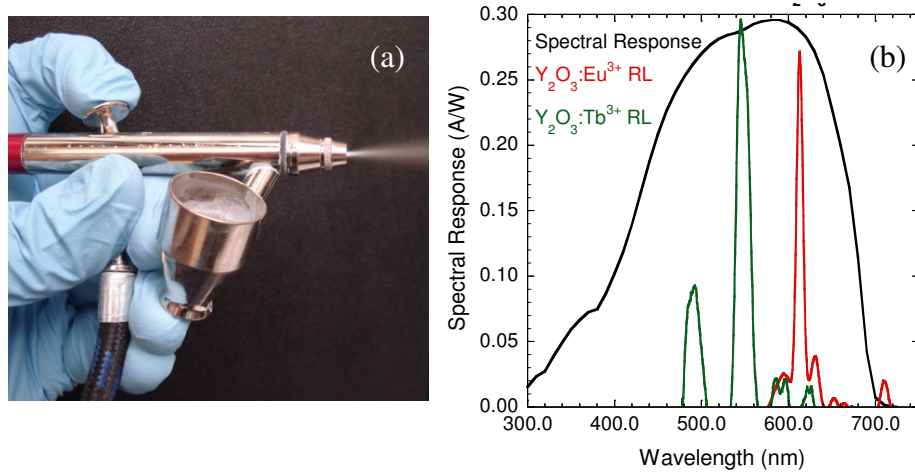 (a)
(b)
Spectral Response
Y₂O₃:Eu³⁺ RL
Y₂O₃:Tb³⁺ RL
Spectral Response (A/W)
0.30
0.25
0.20
0.15
0.10
0.05
0.00
300.0 400.0 500.0 600.0 700.0
Wavelength (nm)